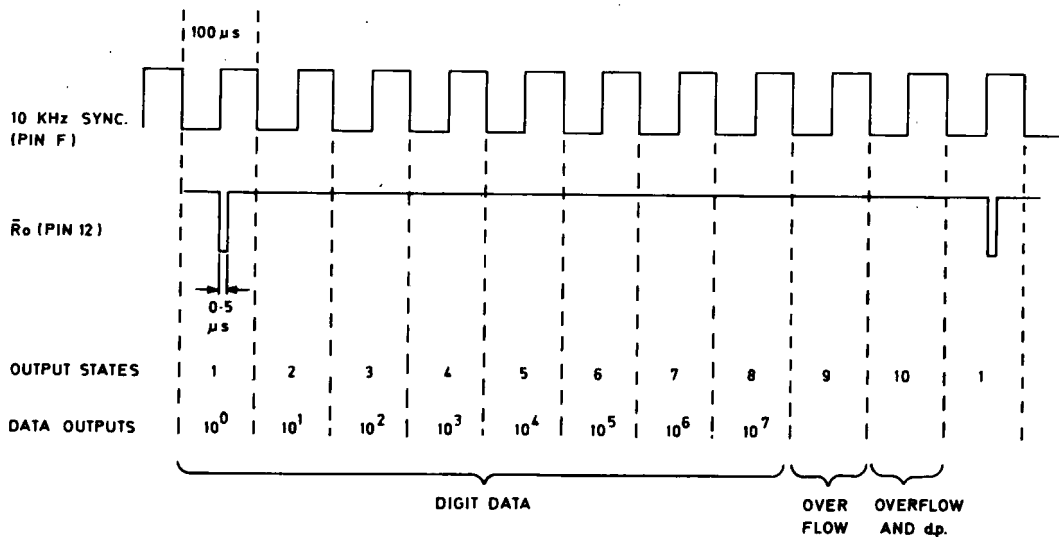 100 µs
10 KHz SYNC.
(PIN F)
R̄o (PIN 12)
0·5
µs
OUTPUT STATES 1 2 3 4 5 6 7 8 9 10 1
DATA OUTPUTS 10⁰ 10¹ 10² 10³ 10⁴ 10⁵ 10⁶ 10⁷
DIGIT DATA
OVER
FLOW
OVERFLOW
AND d.p.